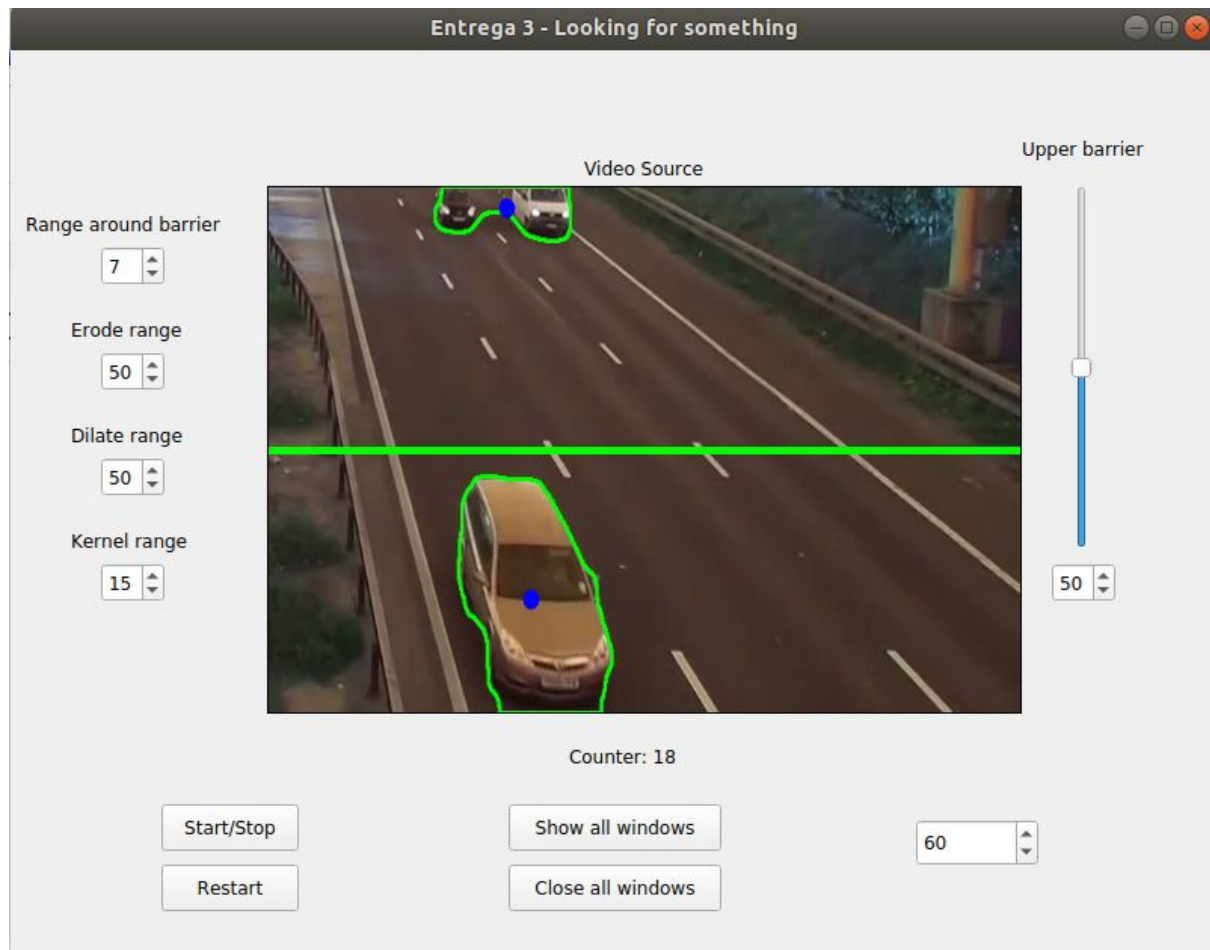 Entrega 3 - Looking for something
Upper barrier
Video Source
Range around barrier
7
Erode range
50
Dilate range
50
Kernel range
15
50
Counter: 18
Start/Stop
Show all windows
60
Restart
Close all windows